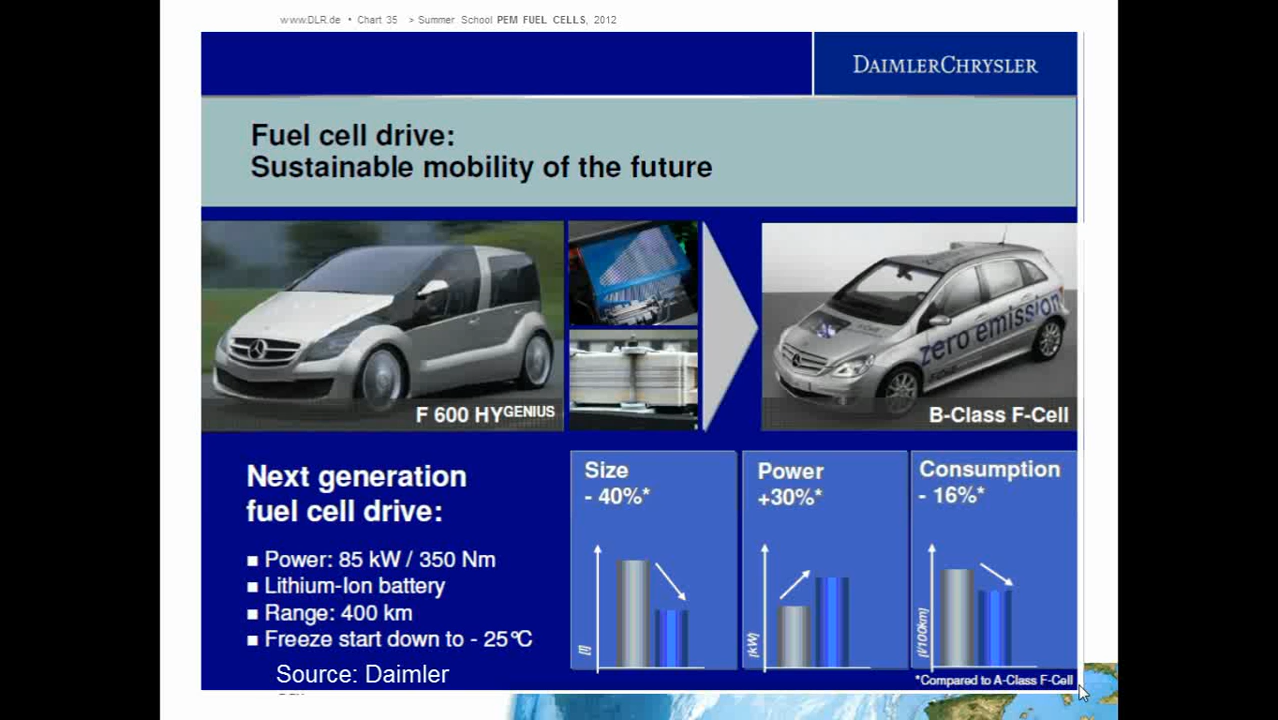 www.DLR.de • Chart 35 > Summer School PEM FUEL CELLS, 2012
DAIMLERCHRYSLER
Fuel cell drive:
Sustainable mobility of the future
zero emission
F 600 HYGENIUS
B-Class F-Cell
Next generation
fuel cell drive:
■ Power: 85 kW / 350 Nm
■ Lithium-Ion battery
■ Range: 400 km
■ Freeze start down to - 25°C
Source: Daimler
Size
- 40%*
[l]
Power
+30%*
[kW]
Consumption
- 16%*
[l/100km]
*Compared to A-Class F-Cell